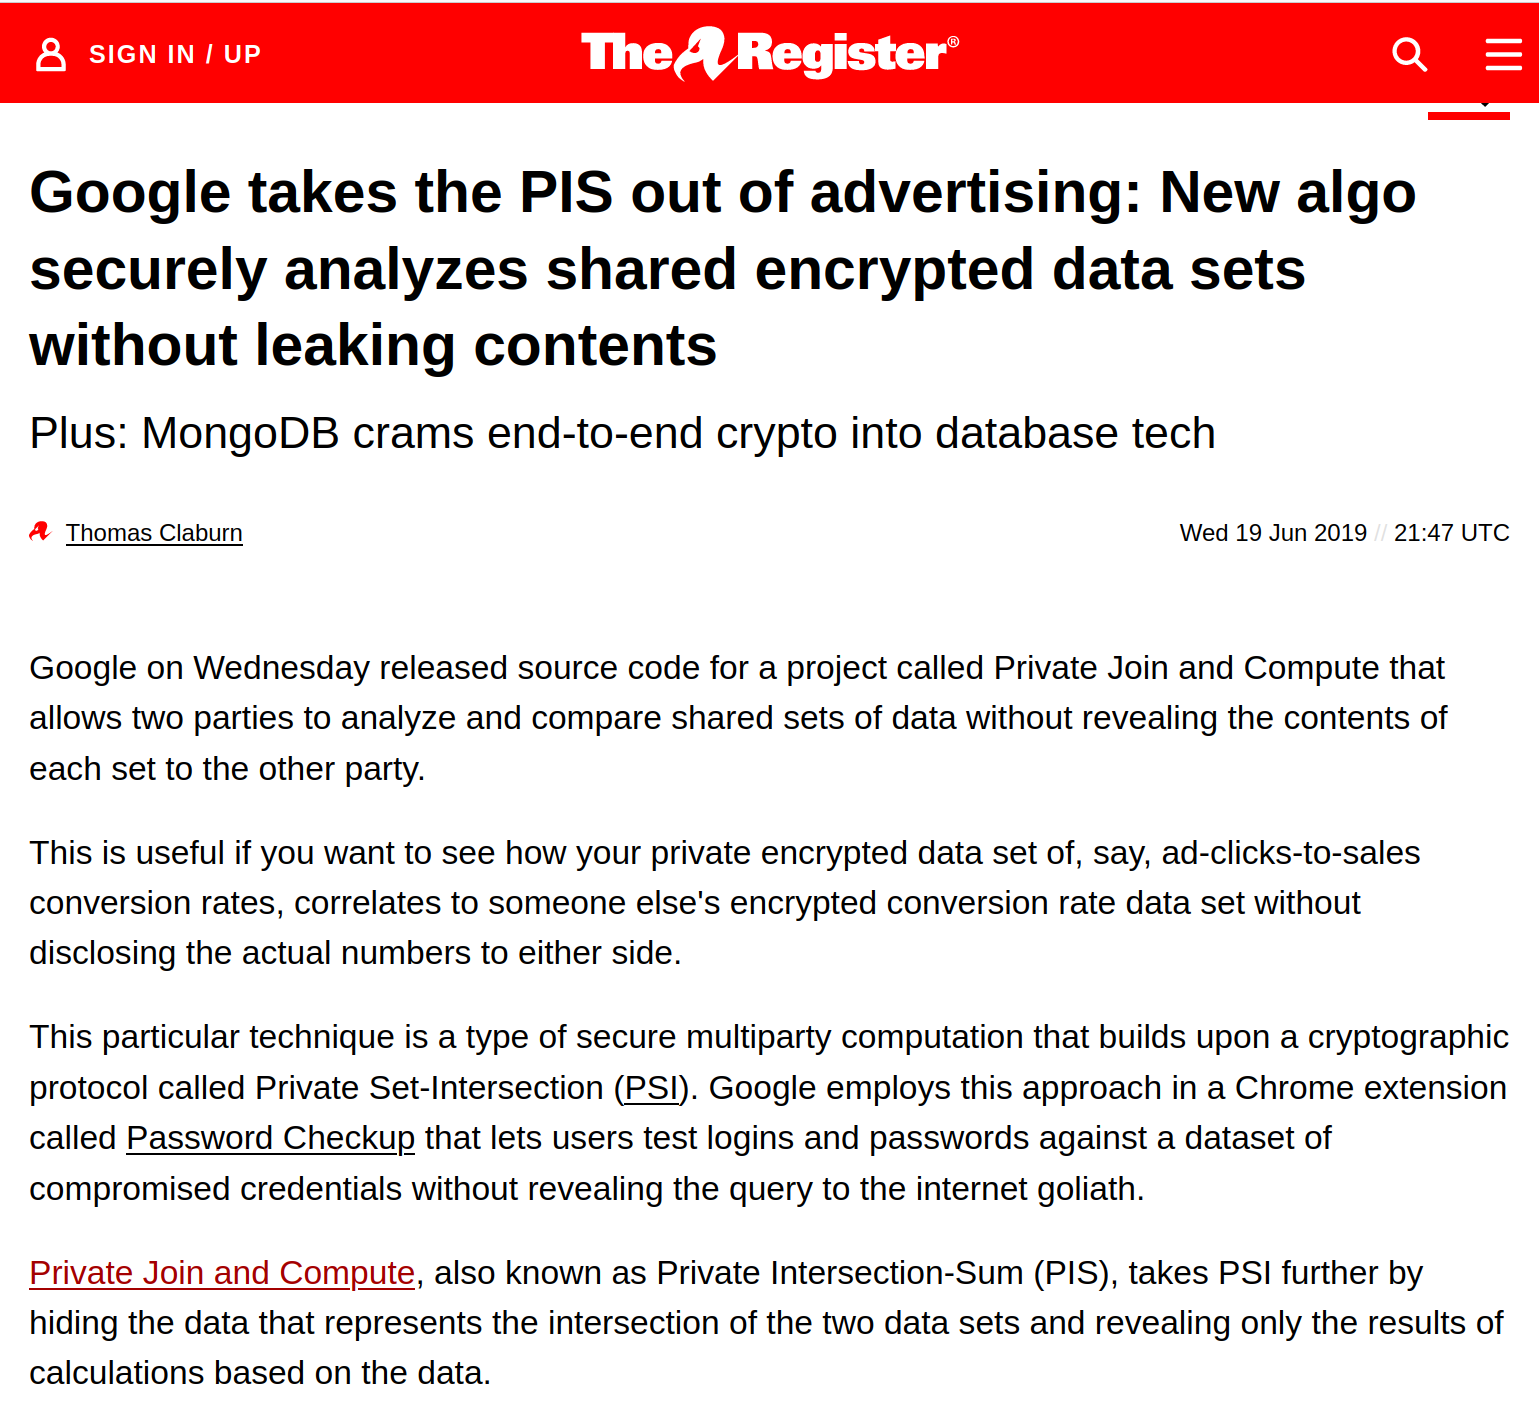 SIGN IN / UP
The Register®
Google takes the PIS out of advertising: New algo
securely analyzes shared encrypted data sets
without leaking contents
Plus: MongoDB crams end-to-end crypto into database tech
Thomas Claburn
Wed 19 Jun 2019 // 21:47 UTC
Google on Wednesday released source code for a project called Private Join and Compute that
allows two parties to analyze and compare shared sets of data without revealing the contents of
each set to the other party.
This is useful if you want to see how your private encrypted data set of, say, ad-clicks-to-sales
conversion rates, correlates to someone else's encrypted conversion rate data set without
disclosing the actual numbers to either side.
This particular technique is a type of secure multiparty computation that builds upon a cryptographic
protocol called Private Set-Intersection (PSI). Google employs this approach in a Chrome extension
called Password Checkup that lets users test logins and passwords against a dataset of
compromised credentials without revealing the query to the internet goliath.
Private Join and Compute, also known as Private Intersection-Sum (PIS), takes PSI further by
hiding the data that represents the intersection of the two data sets and revealing only the results of
calculations based on the data.